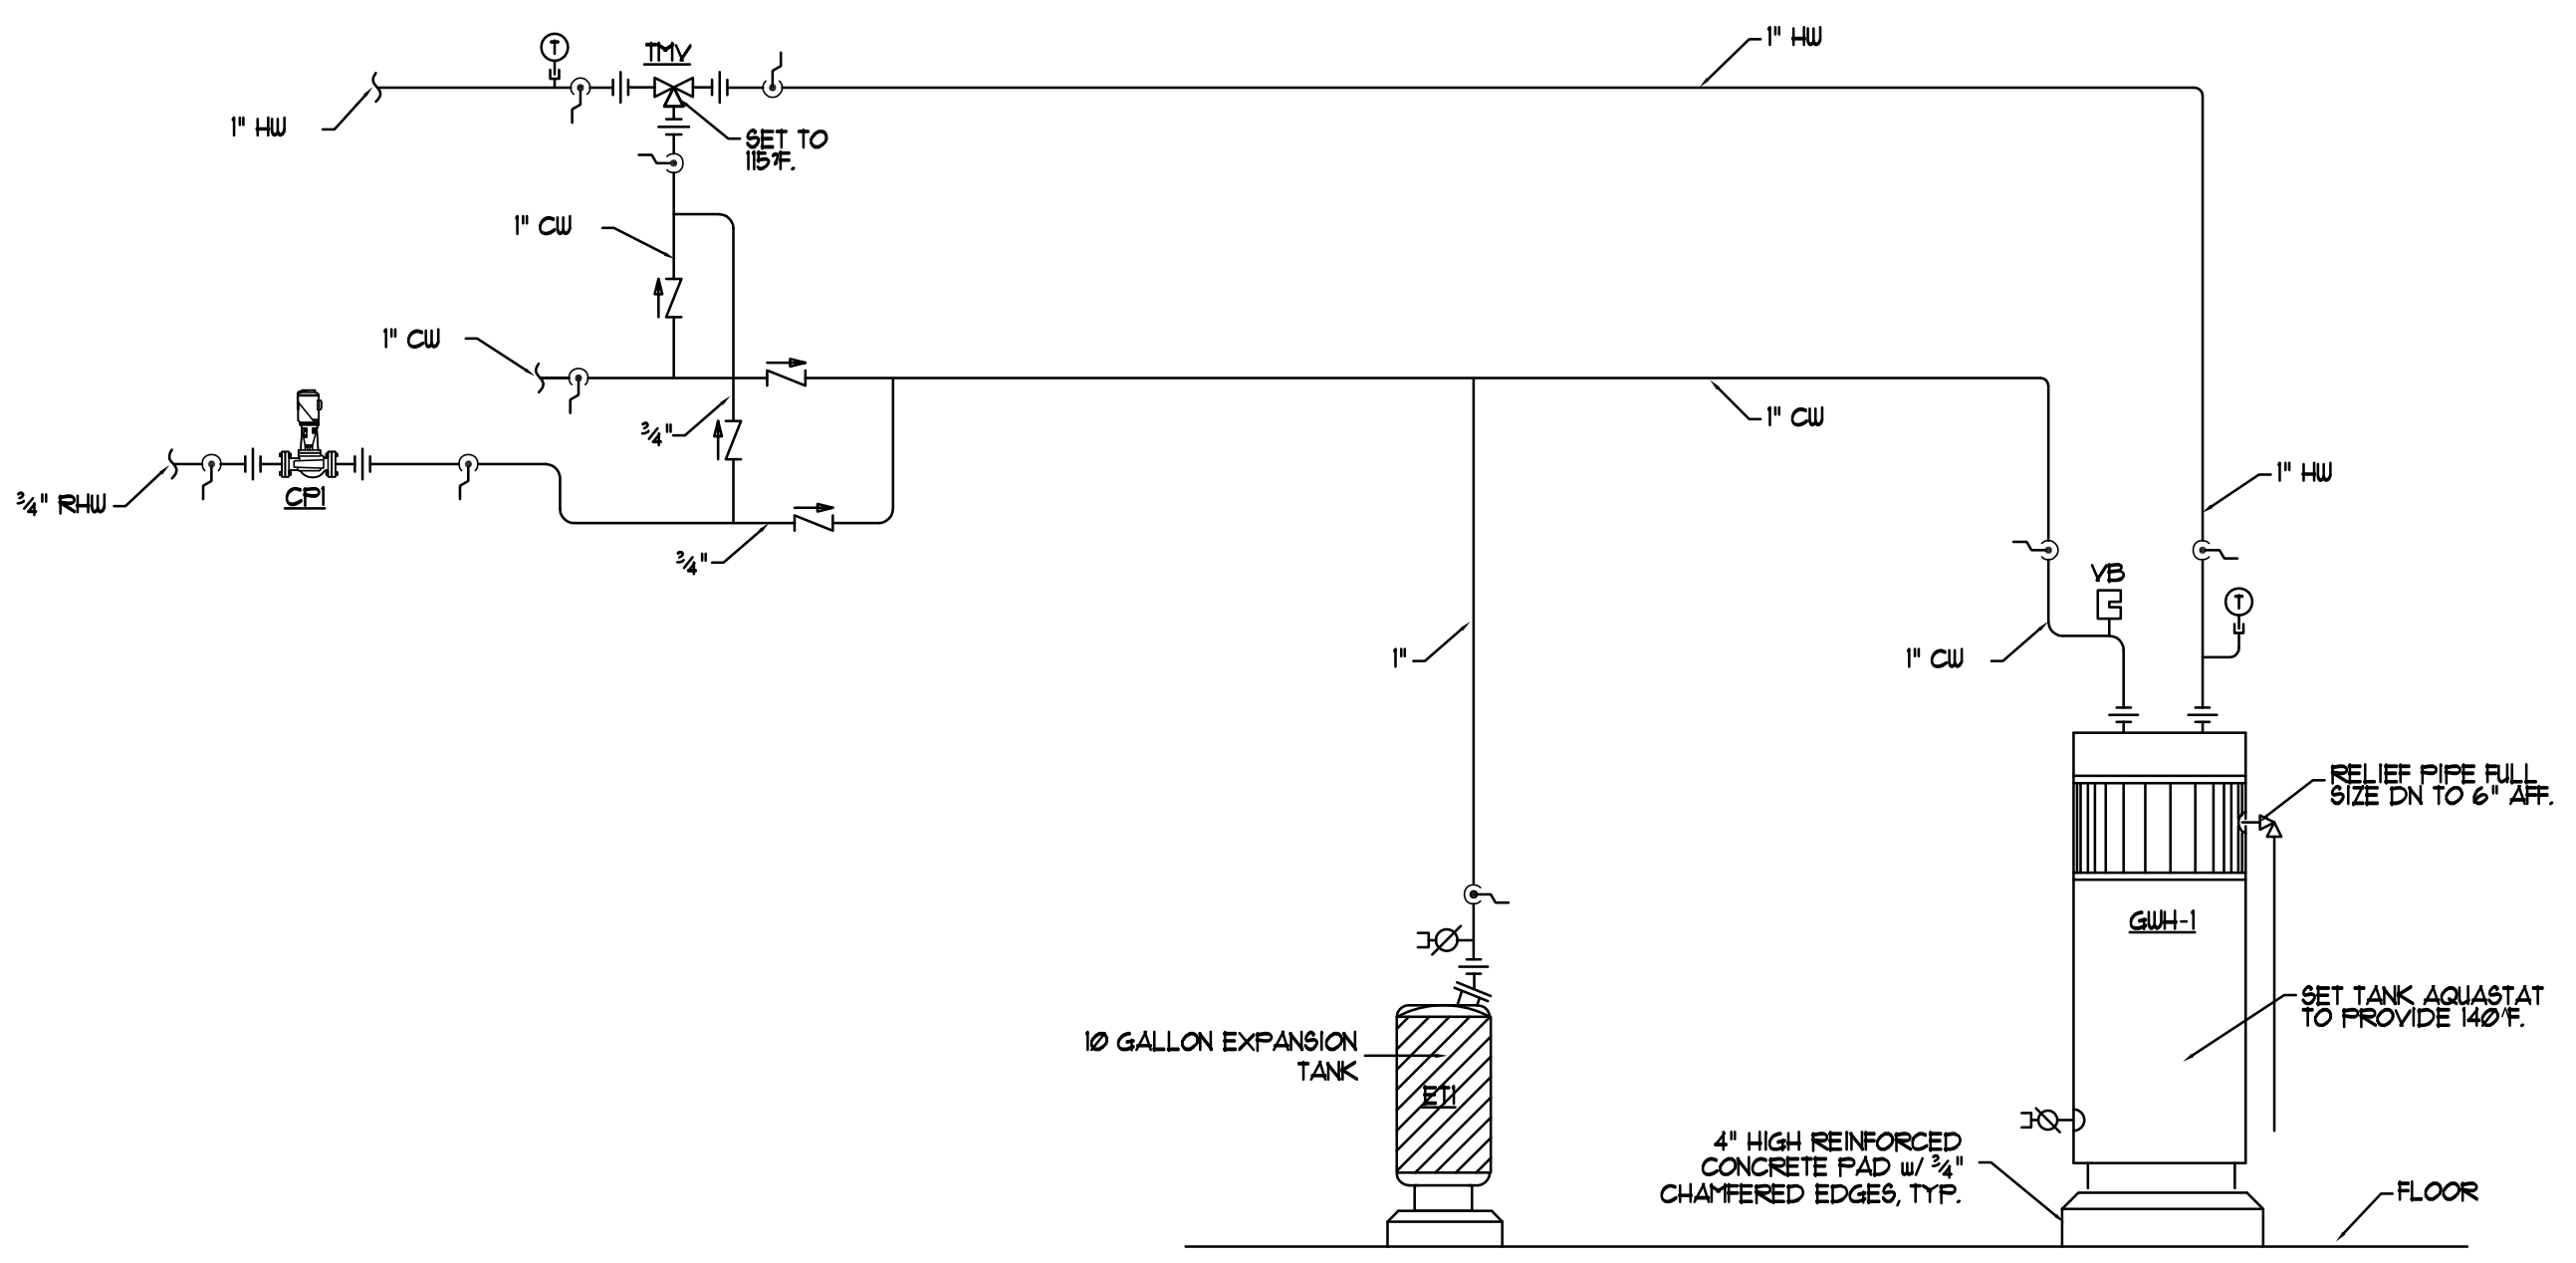 1" HW
T
TMV
1" HW
SET TO
115°F.
1" CW
1" CW
1" CW
3/4"
CP1
3/4" RHW
3/4"
1" HW
VB
T
1"
1" CW
RELIEF PIPE FULL
SIZE DN TO 6" AFF.
GWH-1
SET TANK AQUASTAT
TO PROVIDE 140°F.
10 GALLON EXPANSION
TANK
ET1
4" HIGH REINFORCED
CONCRETE PAD w/ 3/4"
CHAMFERED EDGES, TYP.
FLOOR